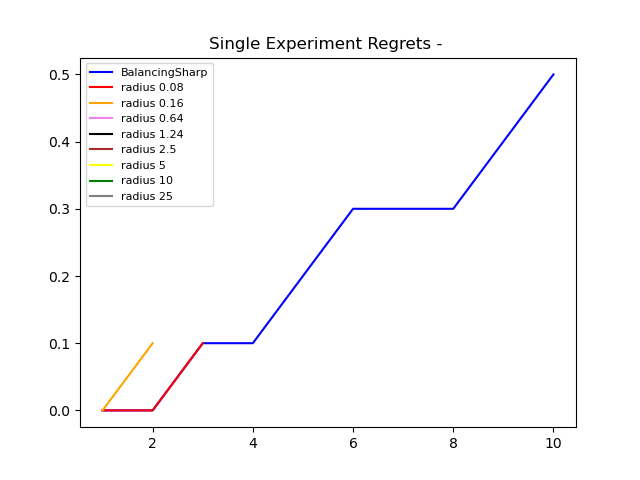 Single Experiment Regrets -
0.5
0.4
0.3
0.2
0.1
0.0
BalancingSharp
radius 0.08
radius 0.16
radius 0.64
radius 1.24
radius 2.5
radius 5
radius 10
radius 25
2 4 6 8 10